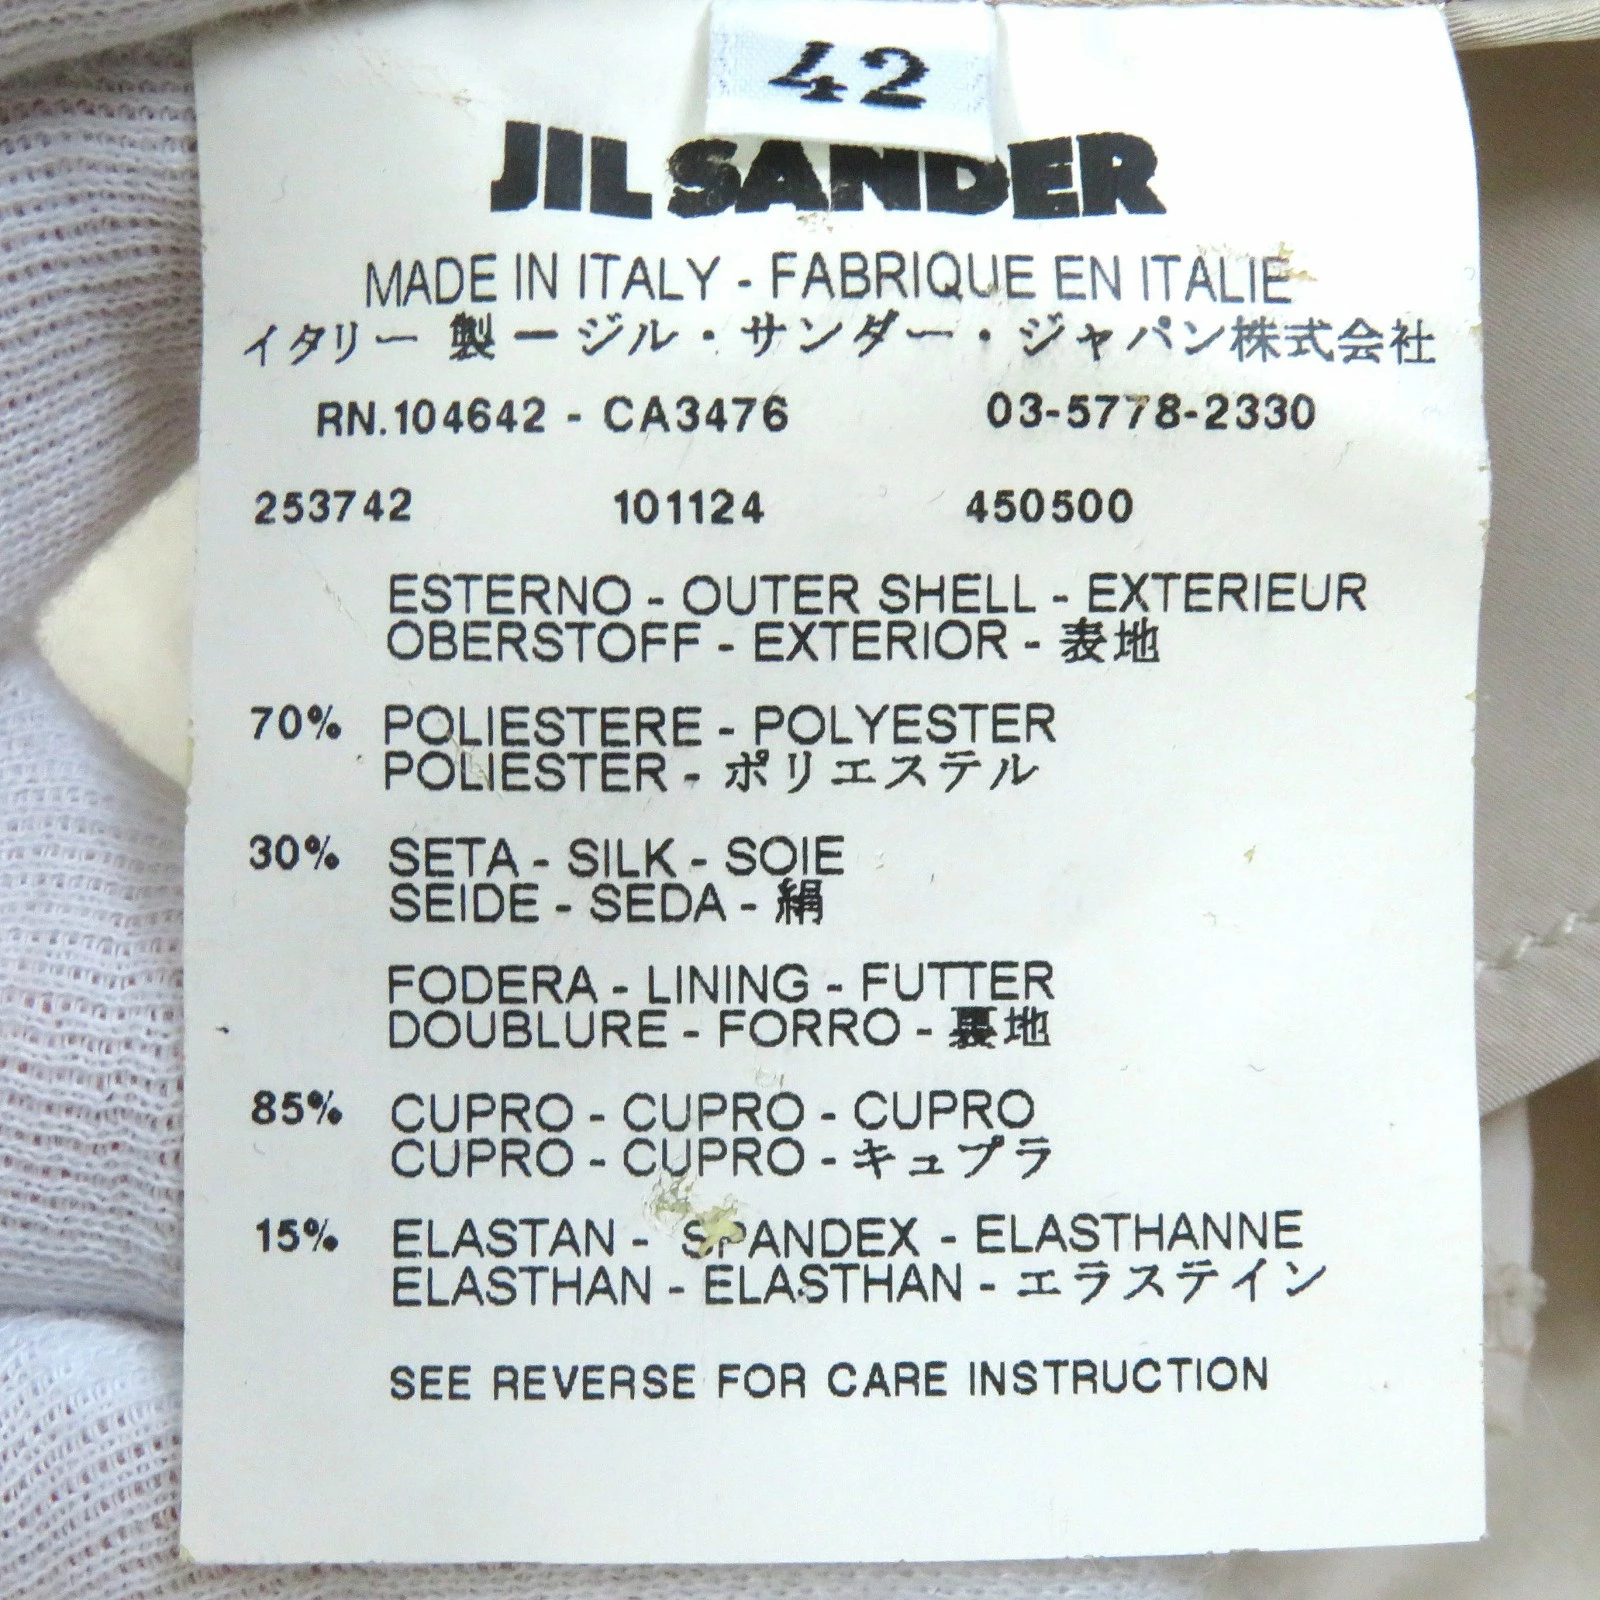 42
JIL SANDER
MADE IN ITALY - FABRIQUE EN ITALIE
イタリー 製 ー ジル・サンダー・ジャパン株式会社
RN.104642 - CA3476 03-5778-2330
253742 101124 450500
ESTERNO - OUTER SHELL - EXTERIEUR
OBERSTOFF - EXTERIOR - 表地
70% POLIESTERE - POLYESTER
POLIESTER - ポリエステル
30% SETA - SILK - SOIE
SEIDE - SEDA - 絹
FODERA - LINING - FUTTER
DOUBLURE - FORRO - 裏地
85% CUPRO - CUPRO - CUPRO
CUPRO - CUPRO - キュプラ
15% ELASTAN - SPANDEX - ELASTHANNE
ELASTHAN - ELASTHAN - エラステイン
SEE REVERSE FOR CARE INSTRUCTION